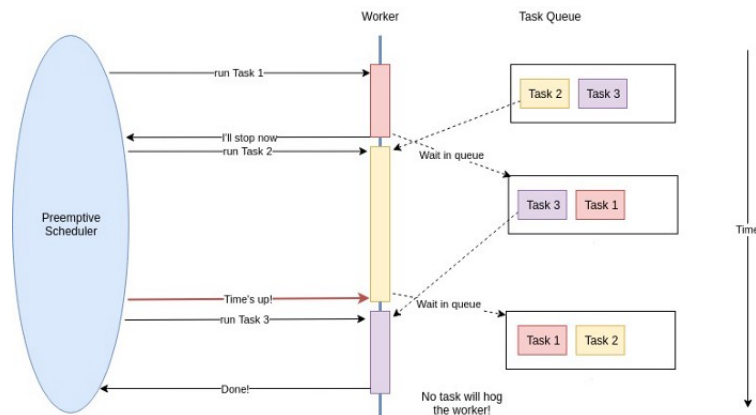 Worker
Task Queue
run Task 1
Task 2
Task 3
I'll stop now
run Task 2
Wait in queue
Preemptive
Scheduler
Task 3
Task 1
Time
Time's up!
Wait in queue
run Task 3
Task 1
Task 2
Done!
No task will hog
the worker!